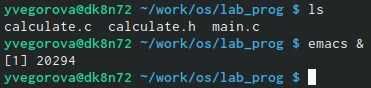 yvegorova@dk8n72 ~/work/os/lab_prog $ ls
calculate.c  calculate.h  main.c
yvegorova@dk8n72 ~/work/os/lab_prog $ emacs &
[1] 20294
yvegorova@dk8n72 ~/work/os/lab_prog $